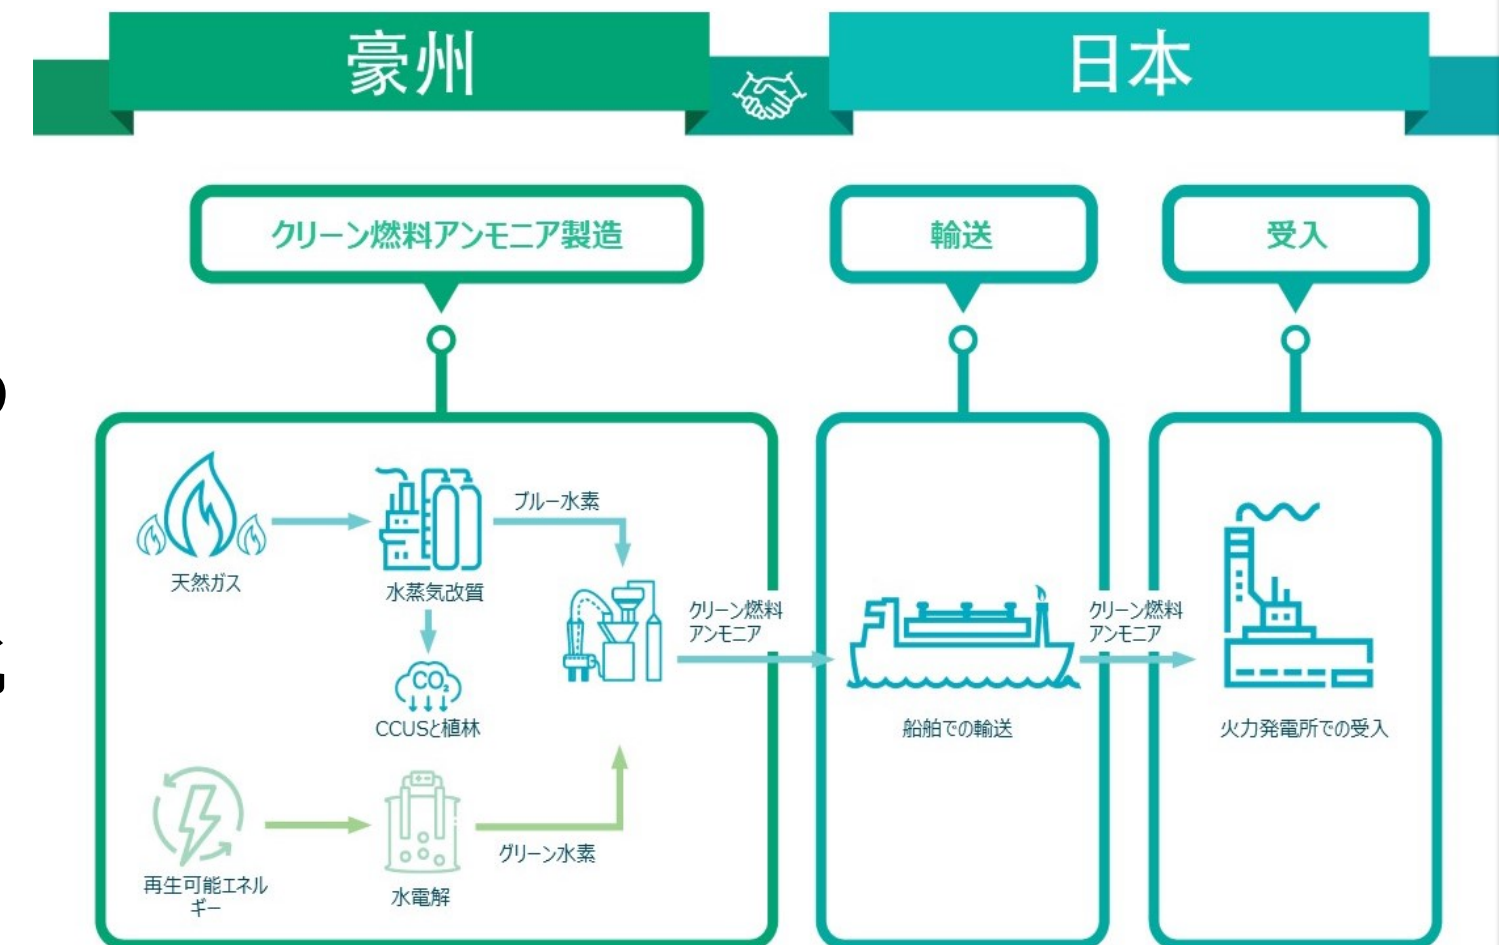 豪州
日本
クリーン燃料アンモニア製造
輸送
受入
天然ガス
水蒸気改質
ブルー水素
CO₂
CCUSと植林
再生可能エネル
ギー
水電解
グリーン水素
クリーン燃料
アンモニア
船舶での輸送
クリーン燃料
アンモニア
火力発電所での受入